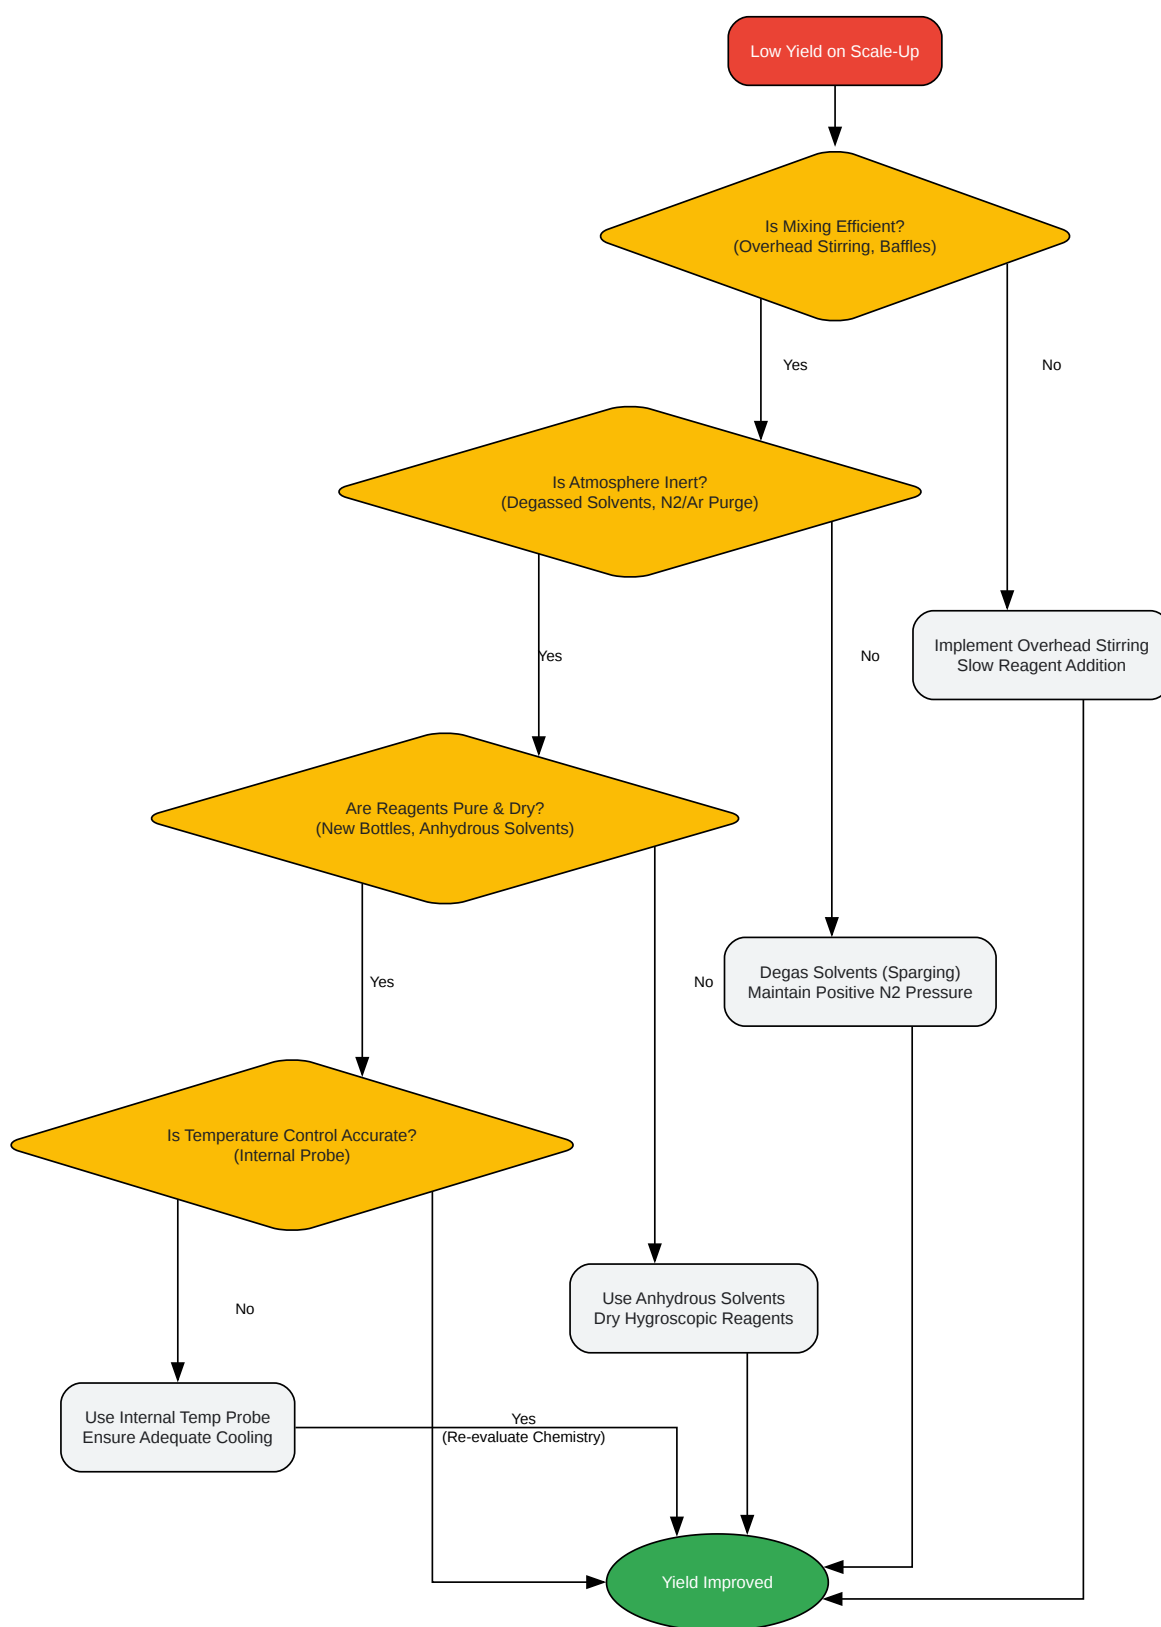 Low Yield on Scale-Up
Is Mixing Efficient?
(Overhead Stirring, Baffles)
Yes
No
Is Atmosphere Inert?
(Degassed Solvents, N2/Ar Purge)
Yes
No
Implement Overhead Stirring
Slow Reagent Addition
Are Reagents Pure & Dry?
(New Bottles, Anhydrous Solvents)
Yes
No
Degas Solvents (Sparging)
Maintain Positive N2 Pressure
Is Temperature Control Accurate?
(Internal Probe)
No
Use Anhydrous Solvents
Dry Hygroscopic Reagents
Use Internal Temp Probe
Ensure Adequate Cooling
Yes
(Re-evaluate Chemistry)
Yield Improved